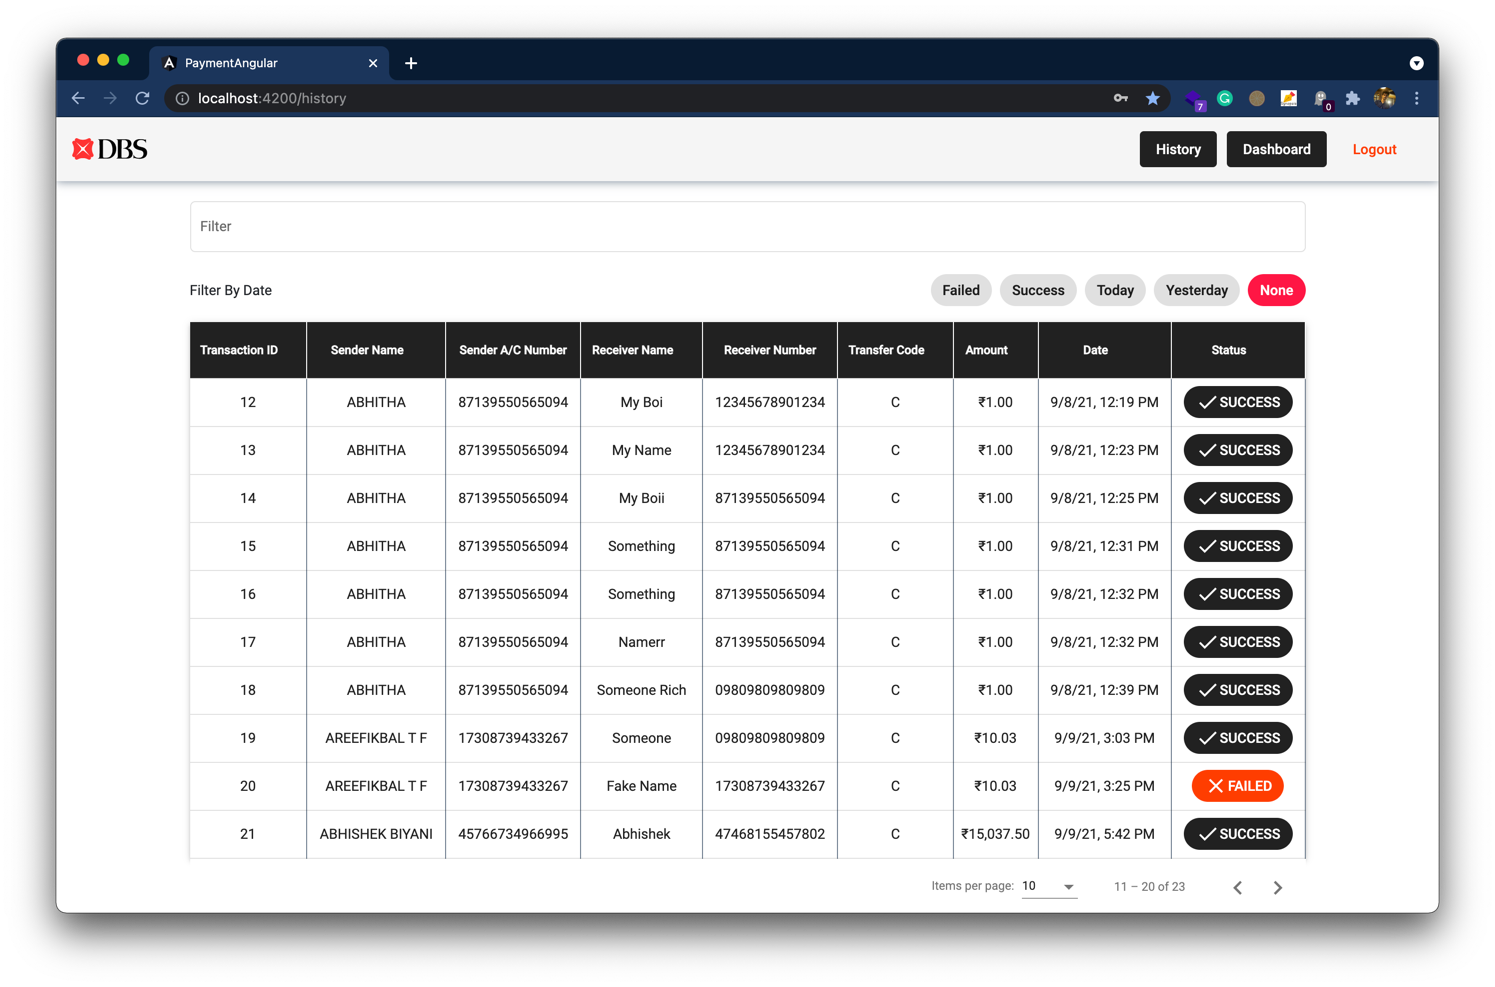 PaymentAngular
localhost:4200/history
7
0
DBS
History Dashboard Logout
Filter
Filter By Date Failed Success Today Yesterday None
Transaction ID Sender Name Sender A/C Number Receiver Name Receiver Number Transfer Code Amount Date Status
12 ABHITHA 87139550565094 My Boi 12345678901234 C ₹1.00 9/8/21, 12:19 PM SUCCESS
13 ABHITHA 87139550565094 My Name 12345678901234 C ₹1.00 9/8/21, 12:23 PM SUCCESS
14 ABHITHA 87139550565094 My Boii 87139550565094 C ₹1.00 9/8/21, 12:25 PM SUCCESS
15 ABHITHA 87139550565094 Something 87139550565094 C ₹1.00 9/8/21, 12:31 PM SUCCESS
16 ABHITHA 87139550565094 Something 87139550565094 C ₹1.00 9/8/21, 12:32 PM SUCCESS
17 ABHITHA 87139550565094 Namerr 87139550565094 C ₹1.00 9/8/21, 12:32 PM SUCCESS
18 ABHITHA 87139550565094 Someone Rich 09809809809809 C ₹1.00 9/8/21, 12:39 PM SUCCESS
19 AREEFIKBAL T F 17308739433267 Someone 09809809809809 C ₹10.03 9/9/21, 3:03 PM SUCCESS
20 AREEFIKBAL T F 17308739433267 Fake Name 17308739433267 C ₹10.03 9/9/21, 3:25 PM FAILED
21 ABHISHEK BIYANI 45766734966995 Abhishek 47468155457802 C ₹15,037.50 9/9/21, 5:42 PM SUCCESS
Items per page: 10 11 – 20 of 23